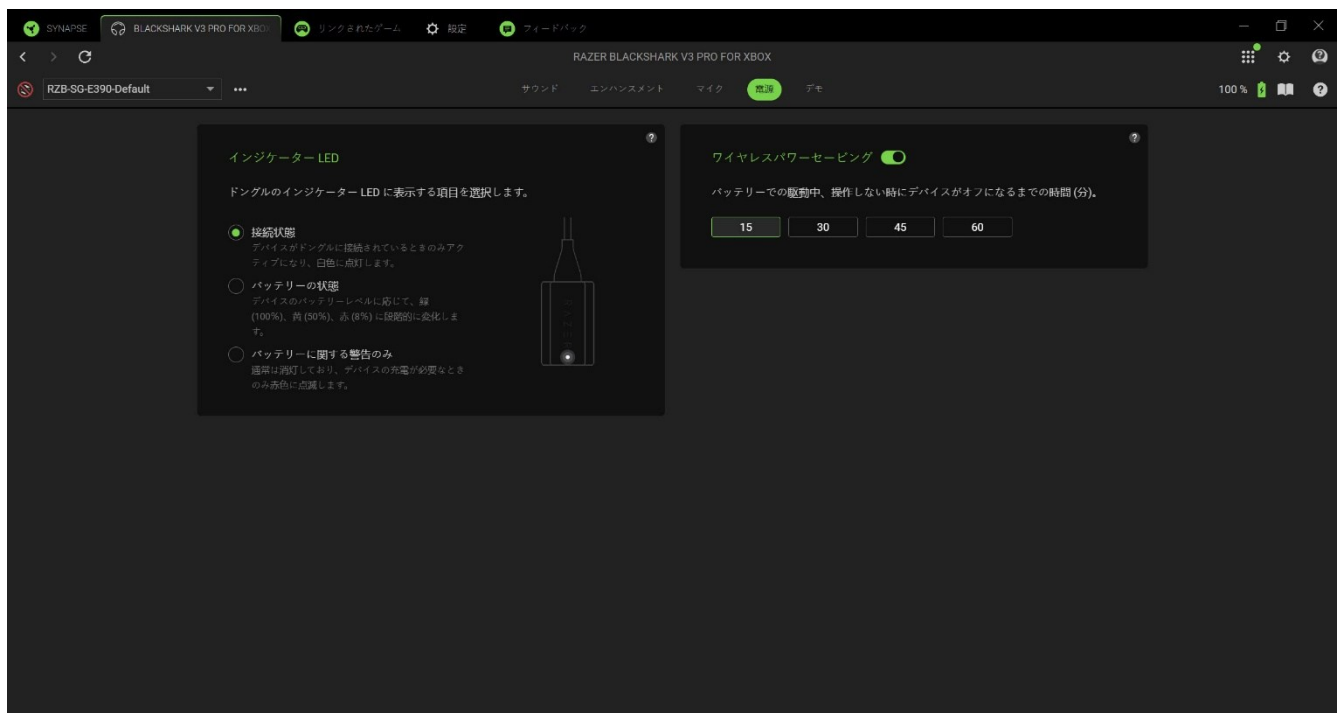 SYNAPSE
BLACKSHARK V3 PRO FOR XBOX
リンクされたゲーム
設定
フィードバック
RAZER BLACKSHARK V3 PRO FOR XBOX
RZB-SG-E390-Default
サウンド
エンハンスメント
マイク
電源
デモ
100 %
インジケーター LED
ドングルのインジケーター LED に表示する項目を選択します。
接続状態
デバイスがドングルに接続されているときのみアク
ティブになり、白色に点灯します。
バッテリーの状態
デバイスのバッテリーレベルに応じて、緑
(100%)、黄 (50%)、赤 (8%) に段階的に変化しま
す。
バッテリーに関する警告のみ
通常は消灯しており、デバイスの充電が必要なとき
のみ赤色に点滅します。
RAZER
ワイヤレスパワーセービング
バッテリーでの駆動中、操作しない時にデバイスがオフになるまでの時間 (分)。
15
30
45
60